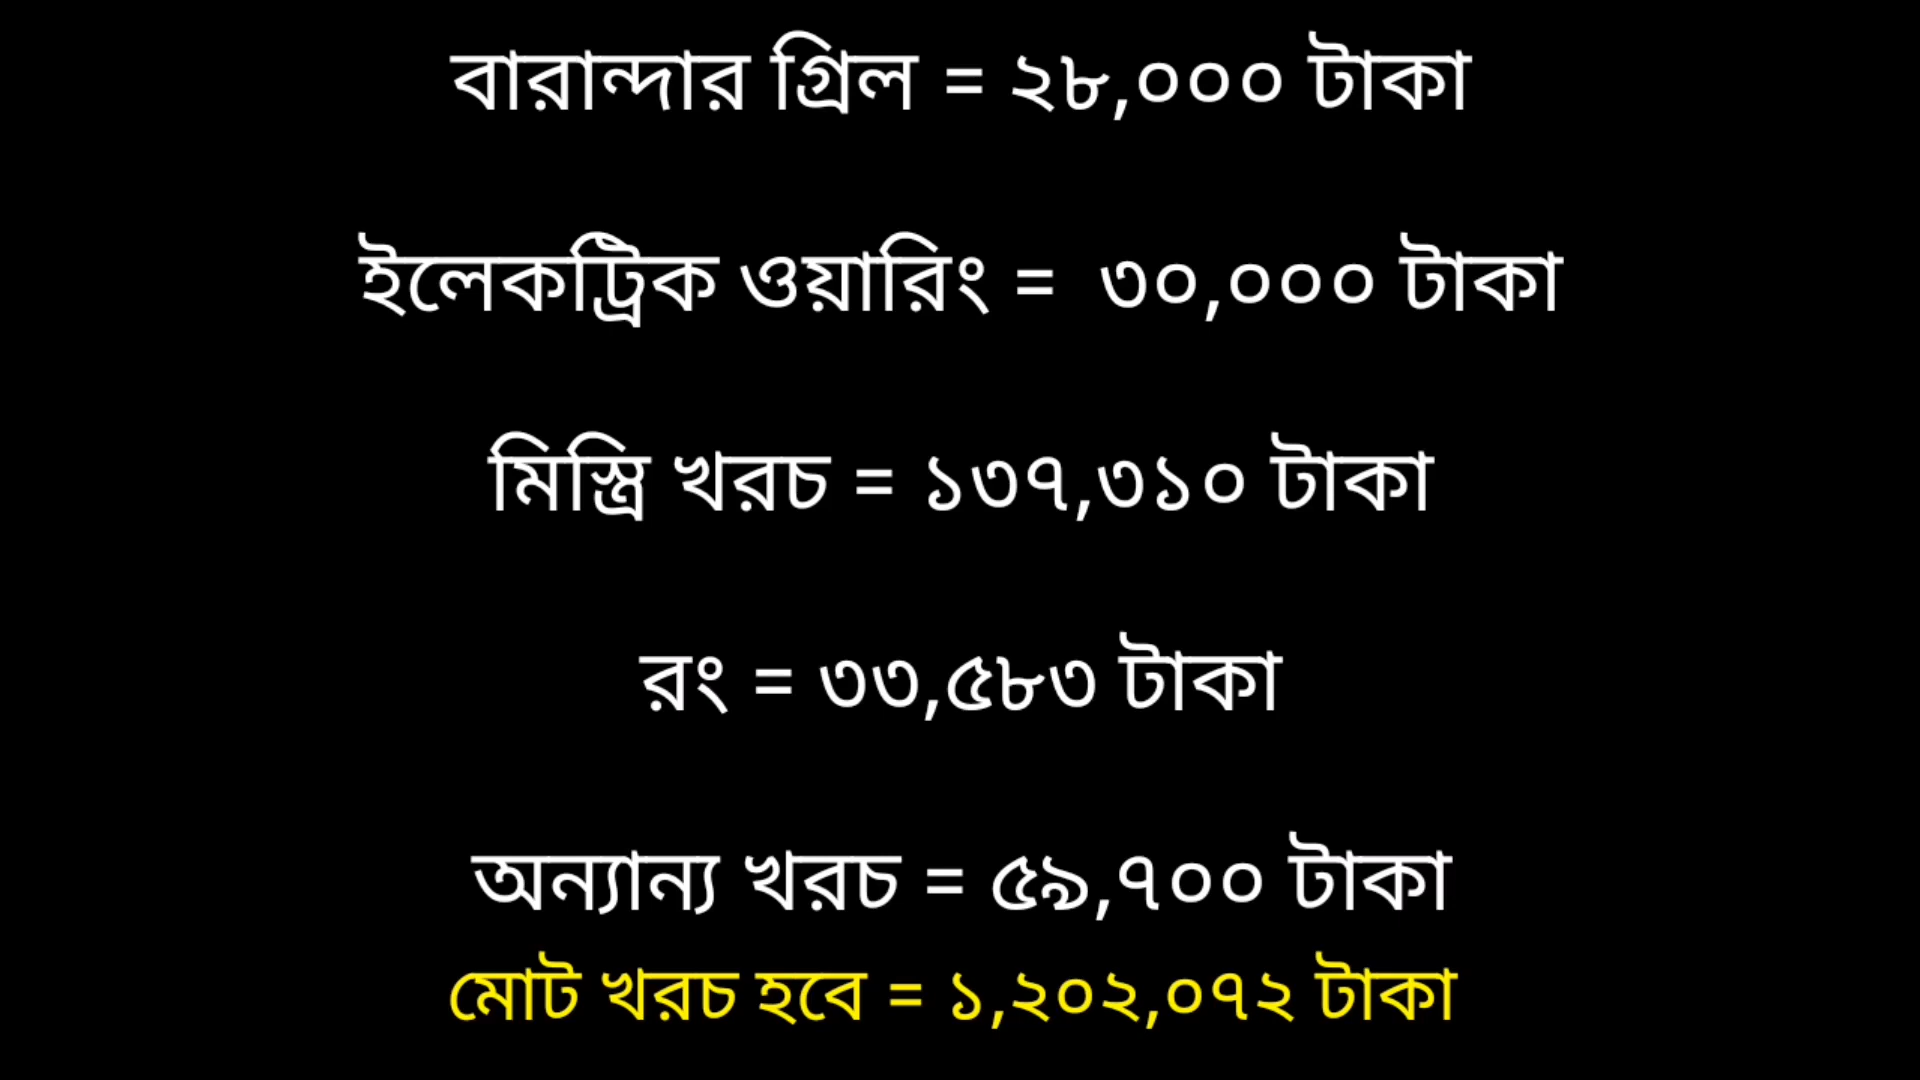 বারান্দার গ্রিল = ২৮,০০০ টাকা
ইলেকট্রিক ওয়ারিং = ৩০,০০০ টাকা
মিস্ত্রি খরচ = ১৩৭,৩১০ টাকা
রং = ৩৩,৫৮৩ টাকা
অন্যান্য খরচ = ৫৯,৭০০ টাকা
মোট খরচ হবে = ১,২০২,০৭২ টাকা